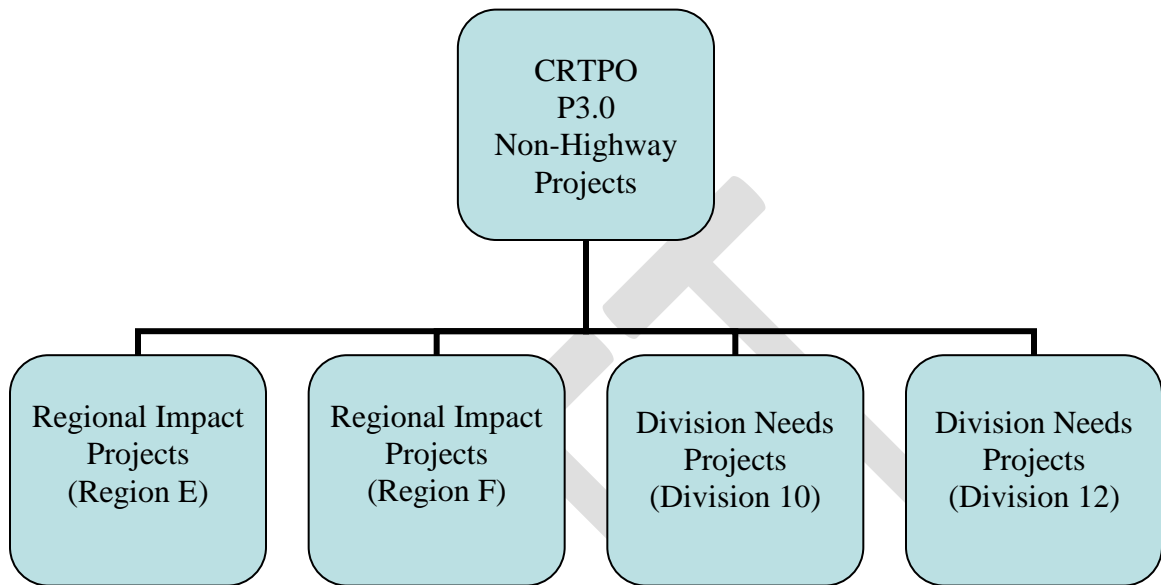 CRTPO
P3.0
Non-Highway
Projects
Regional Impact
Projects
(Region E)
Regional Impact
Projects
(Region F)
Division Needs
Projects
(Division 10)
Division Needs
Projects
(Division 12)